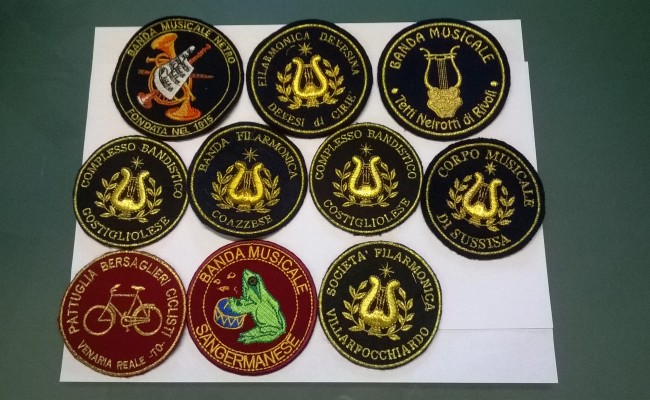 BANDA MUSICALE NETRO
FONDATA NEL 1815
FILARMONICA DEVESINA
DEVESI di CIRIE'
BANDA MUSICALE
• Tetti Neirotti di Rivoli •
COMPLESSO BANDISTICO
COSTIGLIOLESE
BANDA FILARMONICA
COAZZESE
COMPLESSO BANDISTICO
COSTIGLIOLESE
CORPO MUSICALE
DI SUSSISA
PATTUGLIA BERSAGLIERI CICLISTI
VENARIA REALE -TO-
BANDA MUSICALE
SANGERMANESE
SOCIETA' FILARMONICA
VILLARFOCCHIARDO